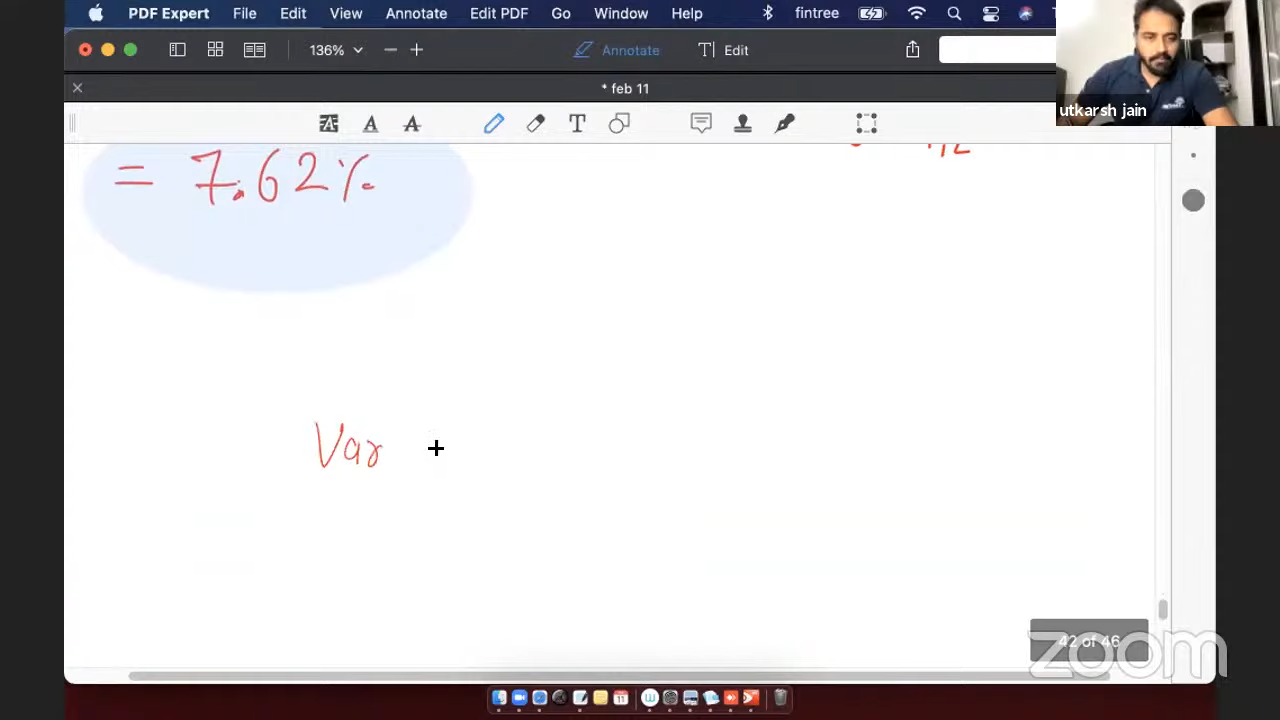 PDF Expert File Edit View Annotate Edit PDF Go Window Help fintree
136% Annotate T Edit
* feb 11
utkarsh jain
= 7.62%
Var
42 of 46
zoom